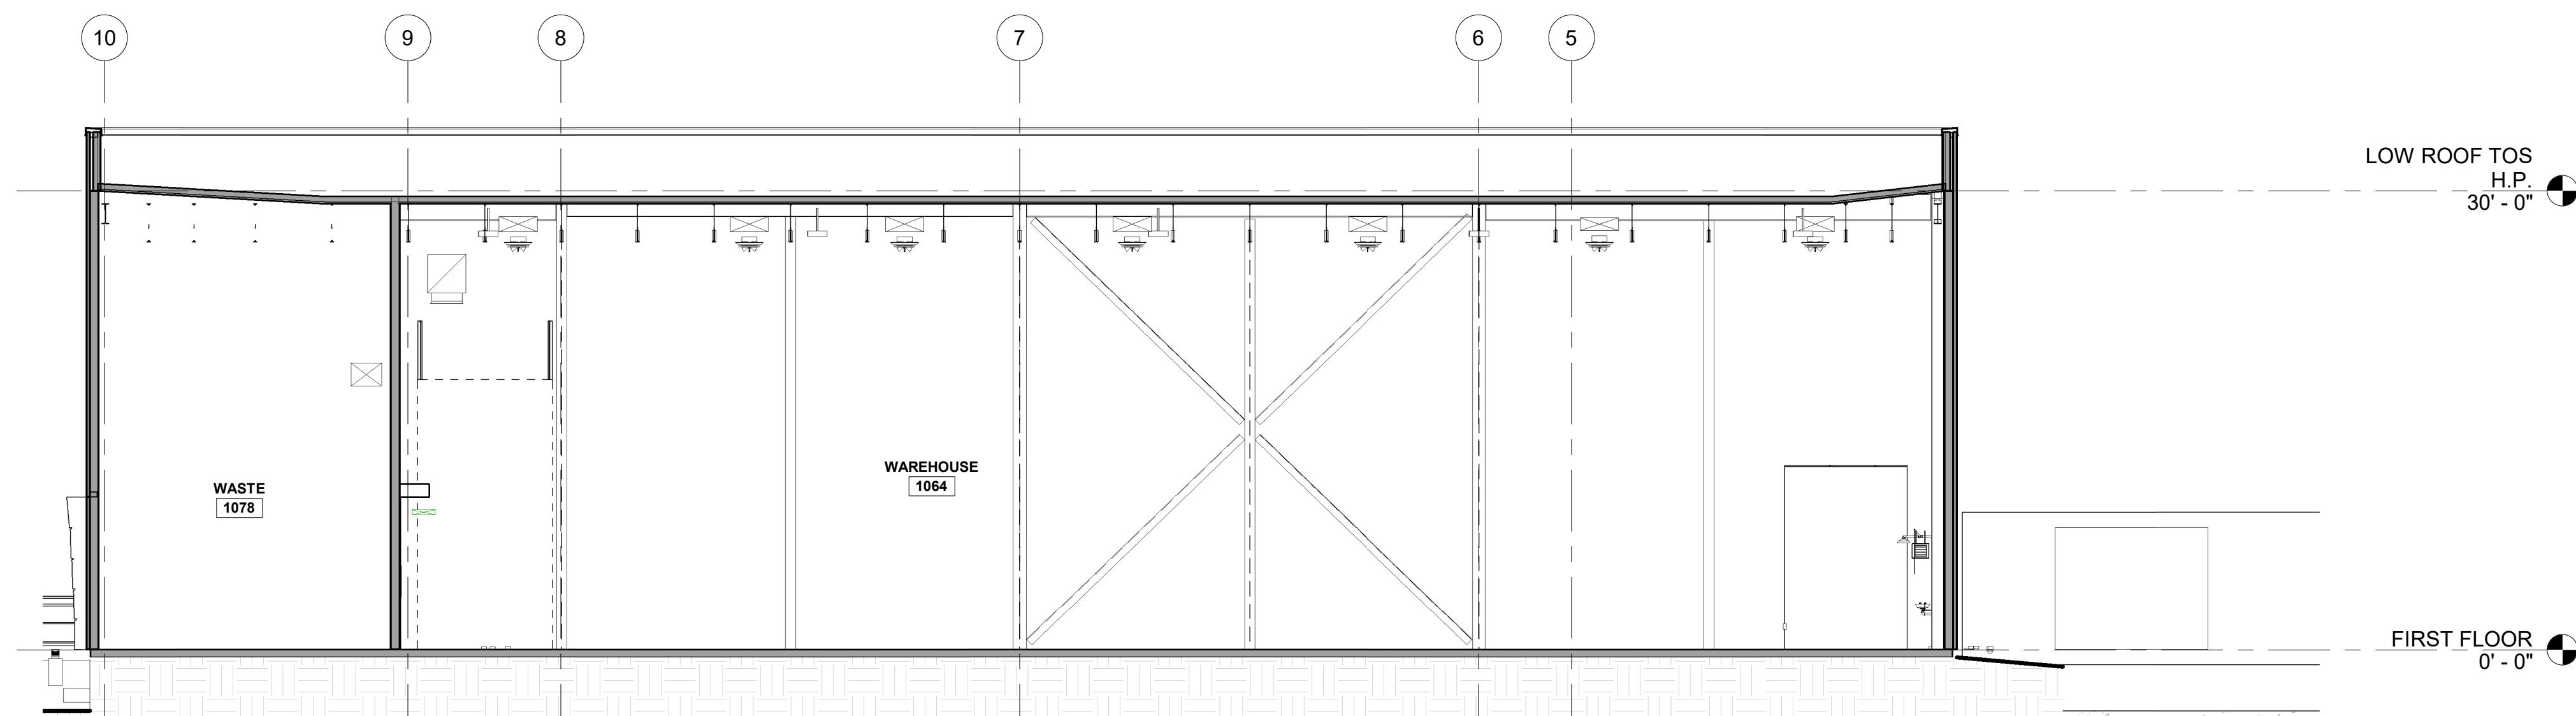 10
9
8
7
6
5
LOW ROOF TOS
H.P.
30' - 0"
WAREHOUSE
1064
WASTE
1078
FIRST FLOOR
0' - 0"